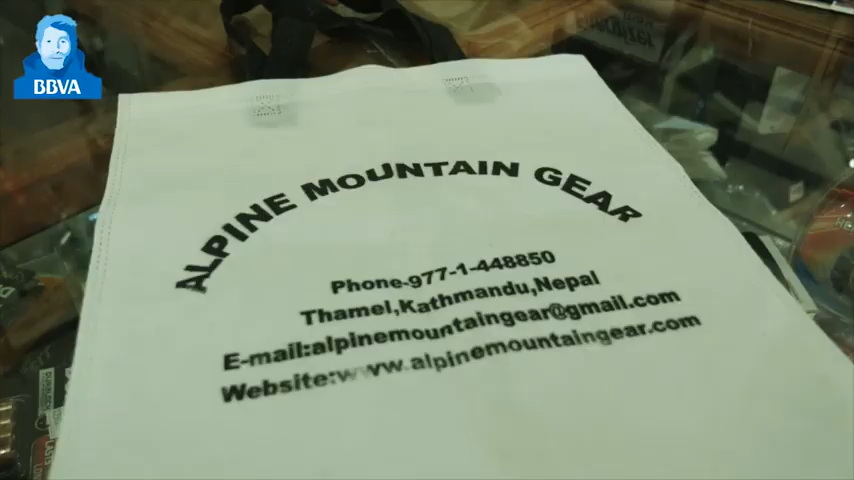 BBVA
ALPINE MOUNTAIN GEAR
Phone-977-1-448850
Thamel,Kathmandu,Nepal
E-mail:alpinemountaingear@gmail.com
Website:www.alpinemountaingear.com